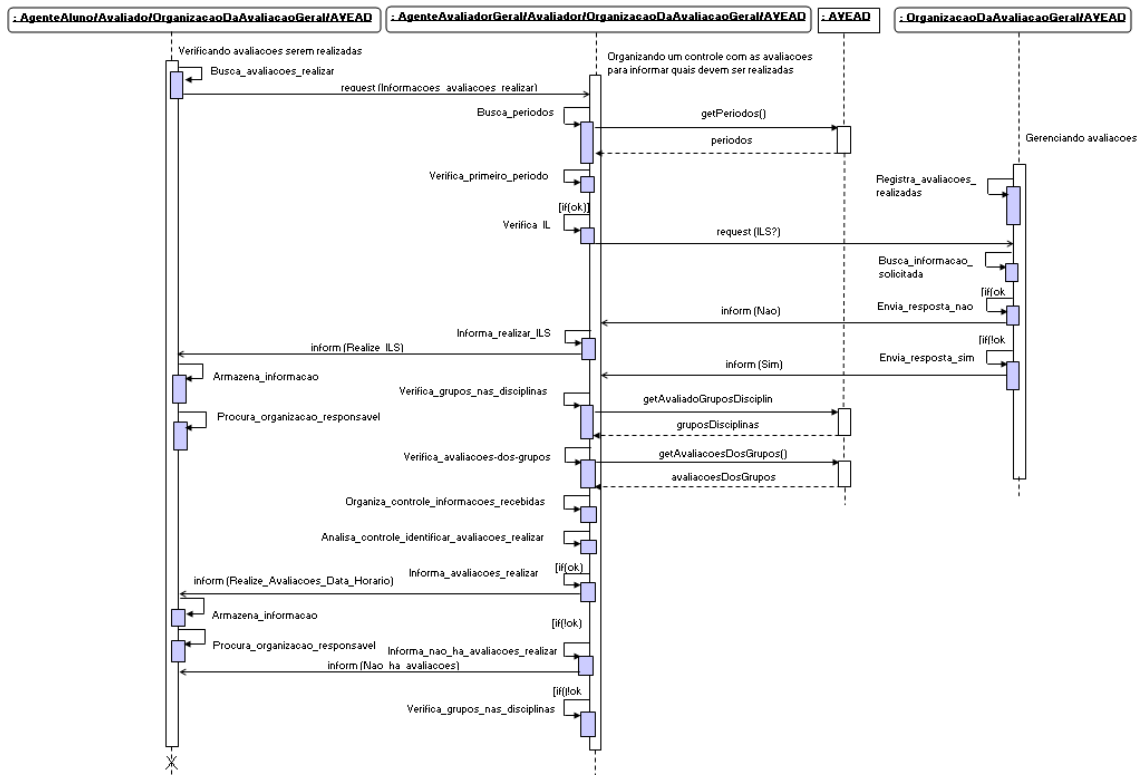 : AgenteAluno/Avaliado/OrganizacaoDaAvaliacaoGeral/AVEAD
: AgenteAvaliadorGeral/Avaliador/OrganizacaoDaAvaliacaoGeral/AVEAD
: AVEAD
: OrganizacaoDaAvaliacaoGeral/AVEAD
Verificando avaliacoes serem realizadas
Organizando um controle com as avaliacoes
para informar quais devem ser realizadas
Busca_avaliacoes_realizar
request (Informacoes_avaliacoes_realizar)
Busca_periodos
getPeriodos()
periodos
Gerenciando avaliacoes
Verifica_primeiro_periodo
Registra_avaliacoes_
realizadas
[if(ok)]
Verifica_IL
request (ILS?)
Busca_informacao_
solicitada
[if(ok
Envia_resposta_nao
inform (Nao)
Informa_realizar_ILS
inform (Realize_ILS)
[if(!ok
Envia_resposta_sim
inform (Sim)
Armazena_informacao
Verifica_grupos_nas_disciplinas
getAvaliadoGruposDisciplin
Procura_organizacao_responsavel
gruposDisciplinas
Verifica_avaliacoes-dos-grupos
getAvaliacoesDosGrupos()
avaliacoesDosGrupos
Organiza_controle_informacoes_recebidas
Analisa_controle_identificar_avaliacoes_realizar
[if(ok)
Informa_avaliacoes_realizar
inform (Realize_Avaliacoes_Data_Horario)
Armazena_informacao
[if(!ok)
Procura_organizacao_responsavel
Informa_nao_ha_avaliacoes_realizar
inform (Nao_ha_avaliacoes)
[if()!ok
Verifica_grupos_nas_disciplinas